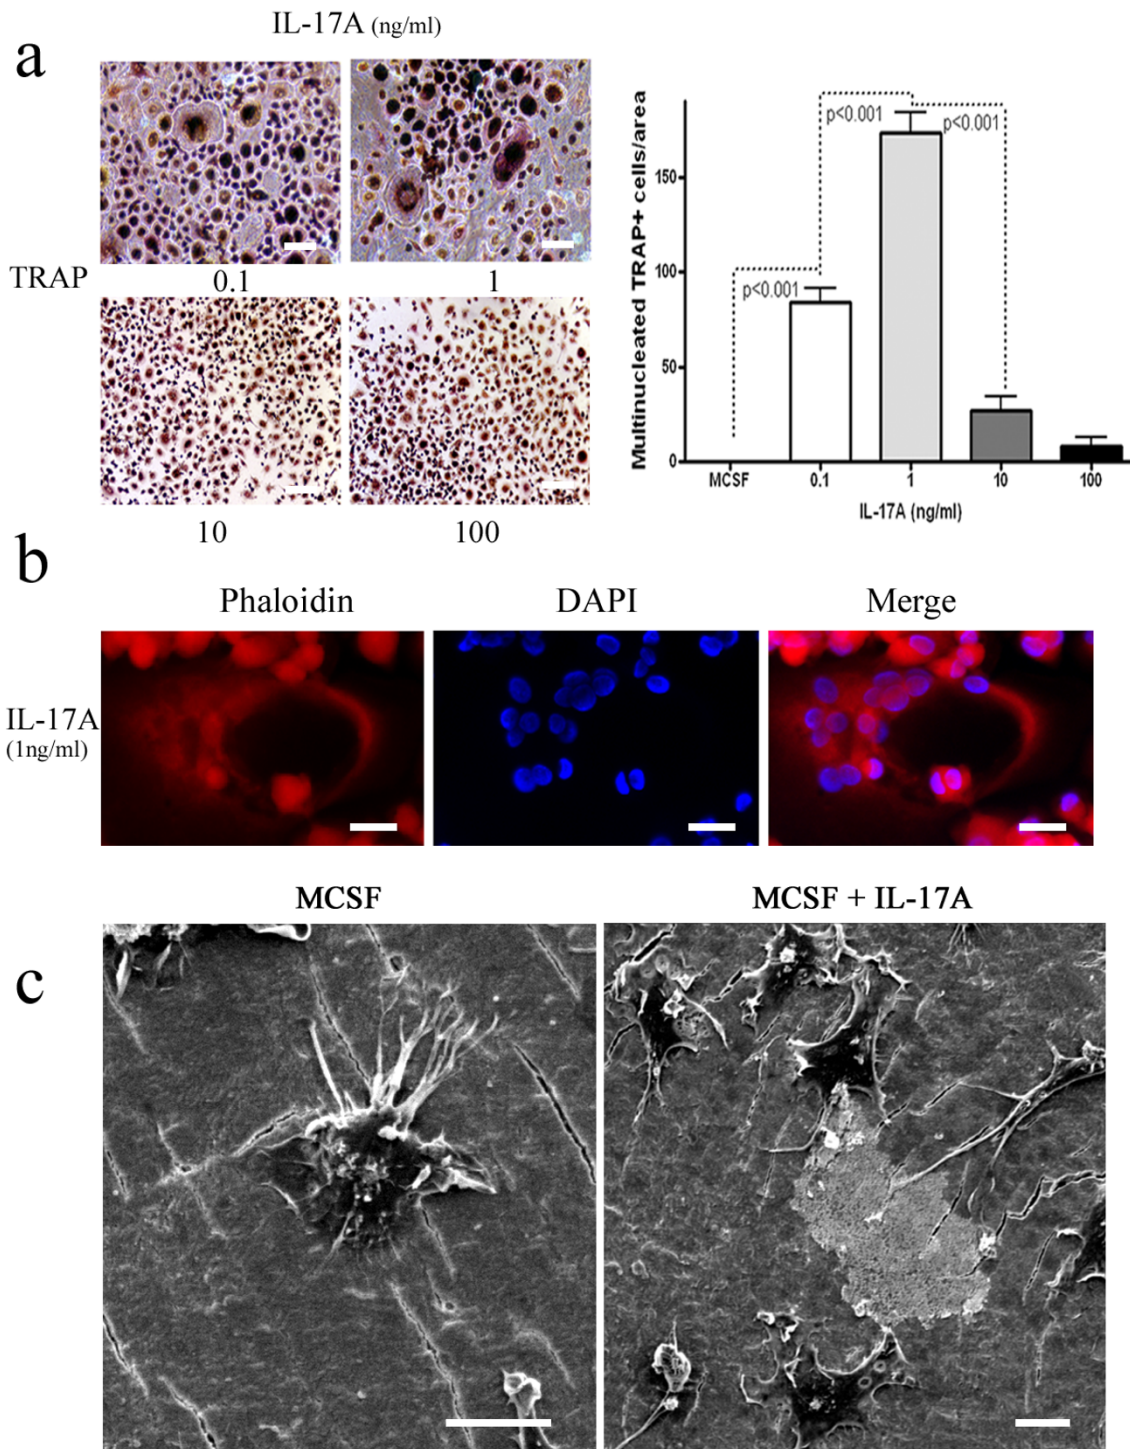 a
IL-17A (ng/ml)
TRAP
0.1
1
10
100
Multinucleated TRAP+ cells/area
150
100
50
0
p<0.001
p<0.001
p<0.001
MCSF
0.1
1
10
100
IL-17A (ng/ml)
b
Phaloidin
DAPI
Merge
IL-17A
(1ng/ml)
c
MCSF
MCSF + IL-17A